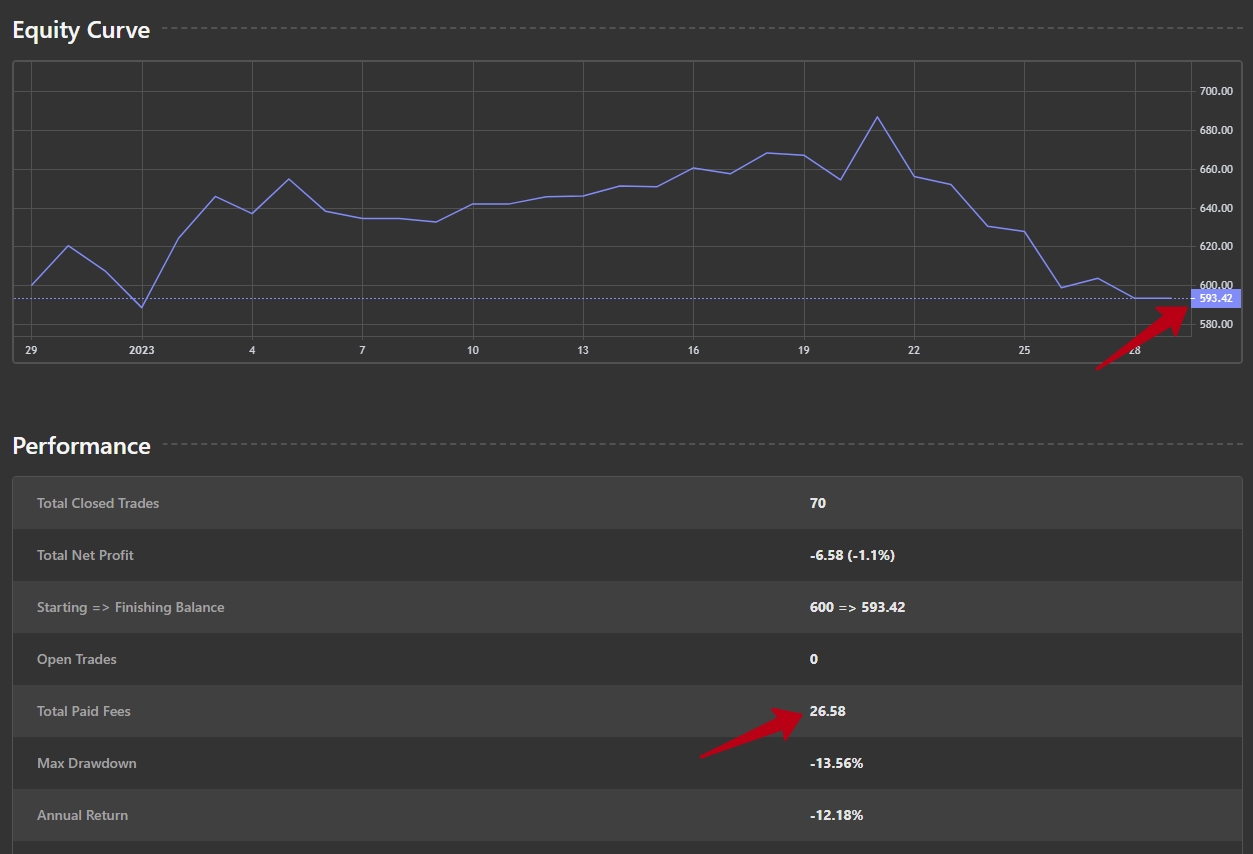 Equity Curve
700.00
680.00
660.00
640.00
620.00
600.00
593.42
580.00
29 2023 4 7 10 13 16 19 22 25 28
Performance
Total Closed Trades 70
Total Net Profit -6.58 (-1.1%)
Starting => Finishing Balance 600 => 593.42
Open Trades 0
Total Paid Fees 26.58
Max Drawdown -13.56%
Annual Return -12.18%